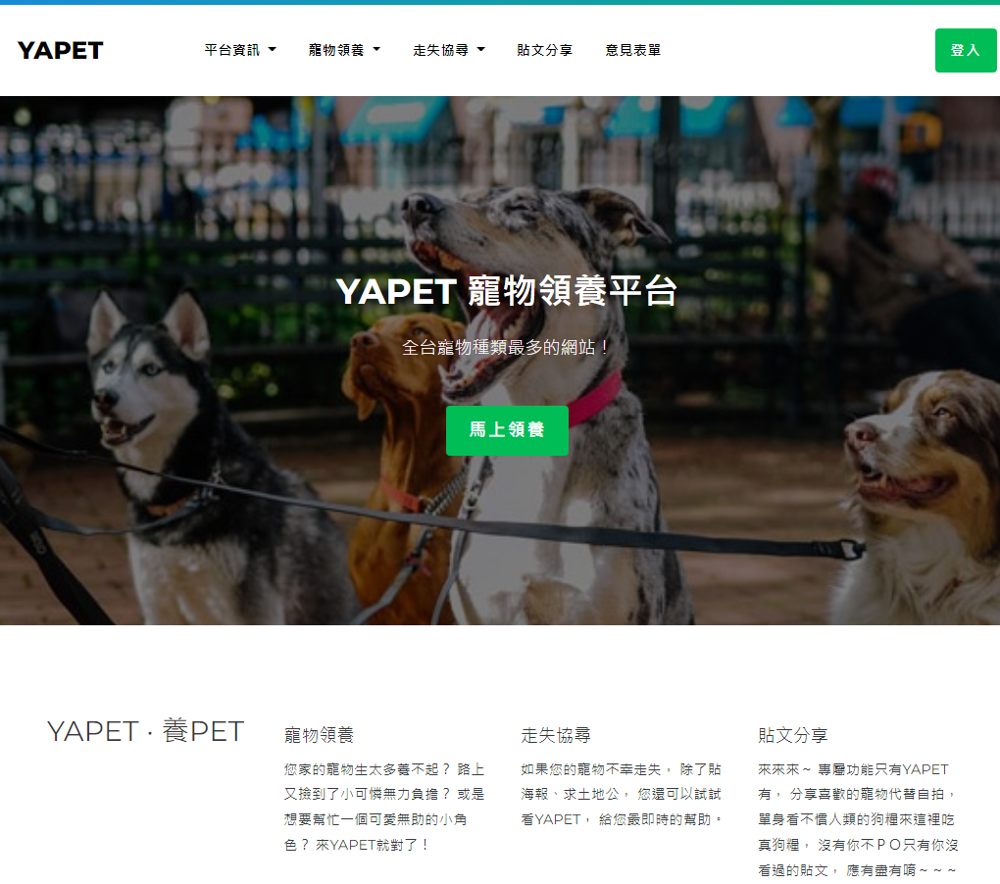 YAPET
平台資訊
寵物領養
走失協尋
貼文分享
意見表單
登入
YAPET 寵物領養平台
全台寵物種類最多的網站！
馬上領養
YAPET · 養PET
寵物領養
您家的寵物生太多養不起？ 路上
又撿到了小可憐無力負擔？ 或是
想要幫忙一個可愛無助的小角
色？ 來YAPET就對了！
走失協尋
如果您的寵物不幸走失， 除了貼
海報、求土地公， 您還可以試試
看YAPET， 給您最即時的幫助。
貼文分享
來來來～ 專屬功能只有YAPET
有， 分享喜歡的寵物代替自拍，
單身看不慣人類的狗糧來這裡吃
真狗糧， 沒有你不ＰＯ只有你沒
看過的貼文， 應有盡有唷～～～